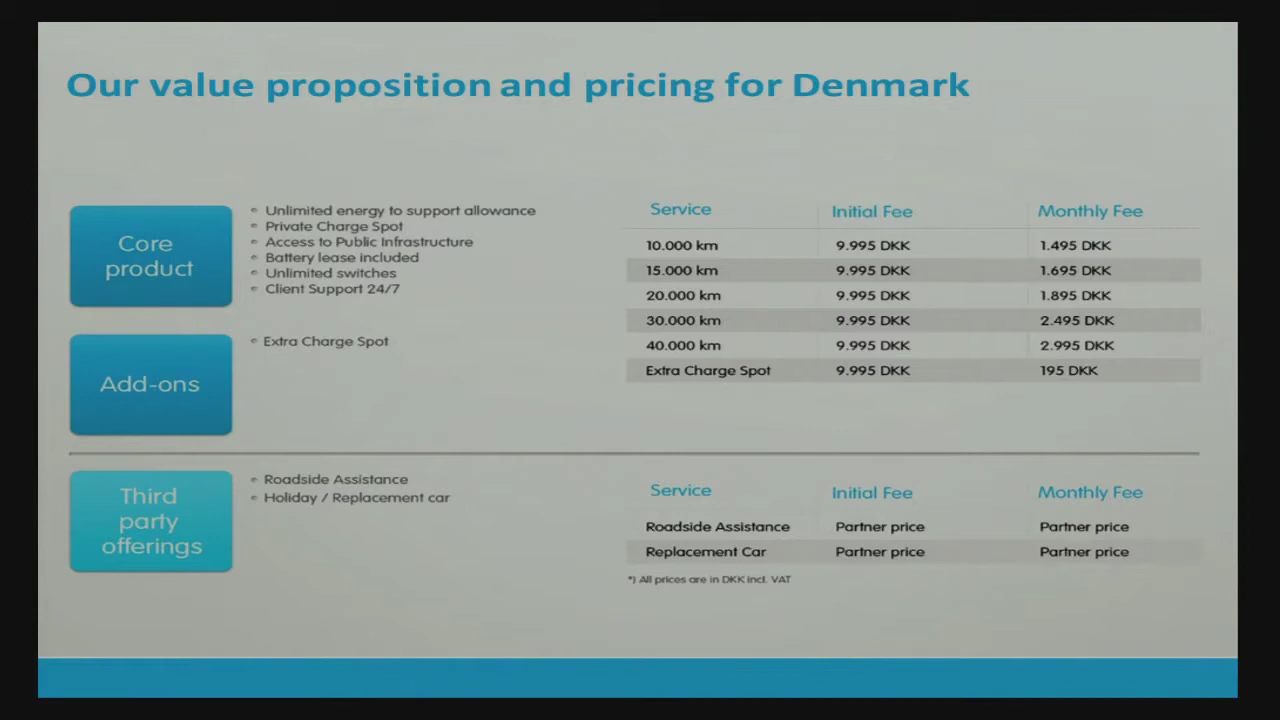 Our value proposition and pricing for Denmark
Core
product
Unlimited energy to support allowance
Private Charge Spot
Access to Public Infrastructure
Battery lease included
Unlimited switches
Client Support 24/7
Service Initial Fee Monthly Fee
10.000 km 9.995 DKK 1.495 DKK
15.000 km 9.995 DKK 1.695 DKK
20.000 km 9.995 DKK 1.895 DKK
30.000 km 9.995 DKK 2.495 DKK
40.000 km 9.995 DKK 2.995 DKK
Extra Charge Spot 9.995 DKK 195 DKK
Add-ons
Extra Charge Spot
Third
party
offerings
Roadside Assistance
Holiday / Replacement car
Service Initial Fee Monthly Fee
Roadside Assistance Partner price Partner price
Replacement Car Partner price Partner price
*) All prices are in DKK incl. VAT